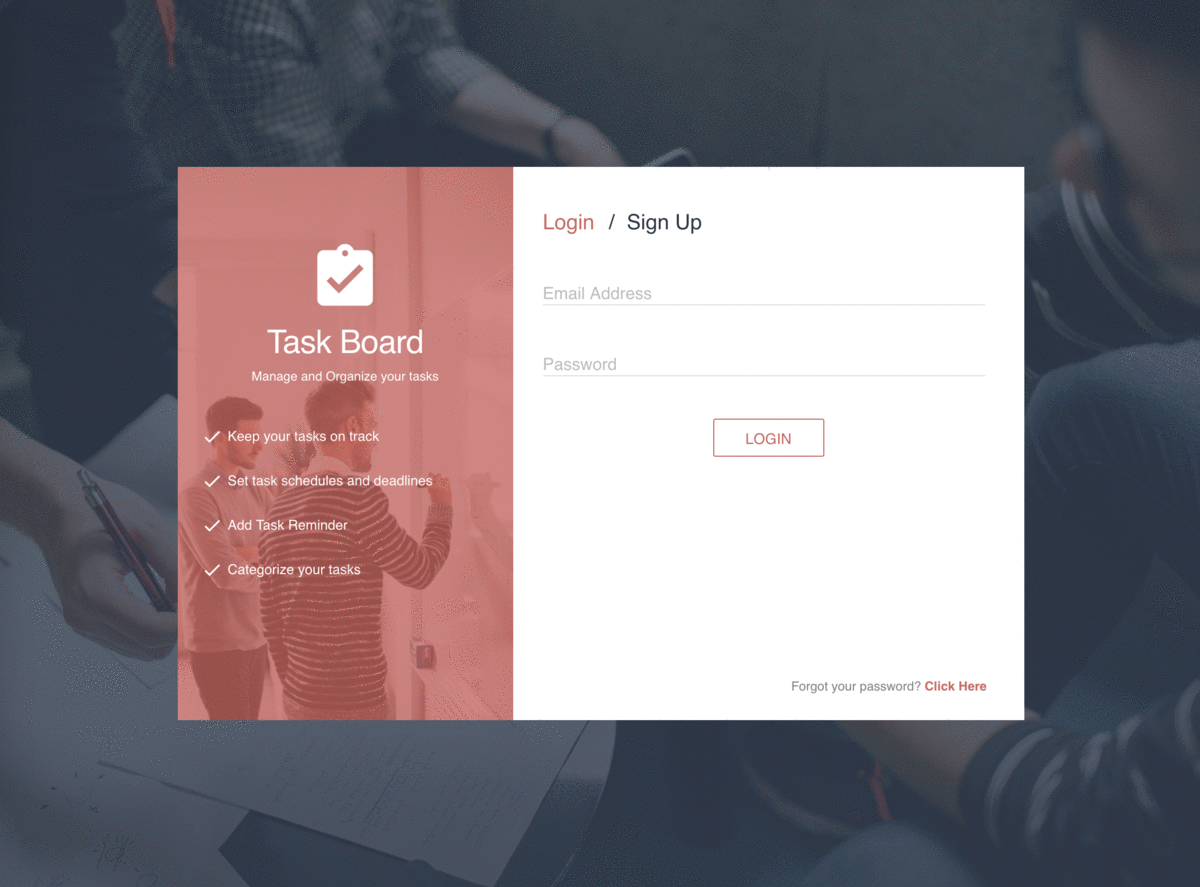 Task Board
Manage and Organize your tasks
Keep your tasks on track
Set task schedules and deadlines
Add Task Reminder
Categorize your tasks
Login / Sign Up
Email Address
Password
LOGIN
Forgot your password? Click Here